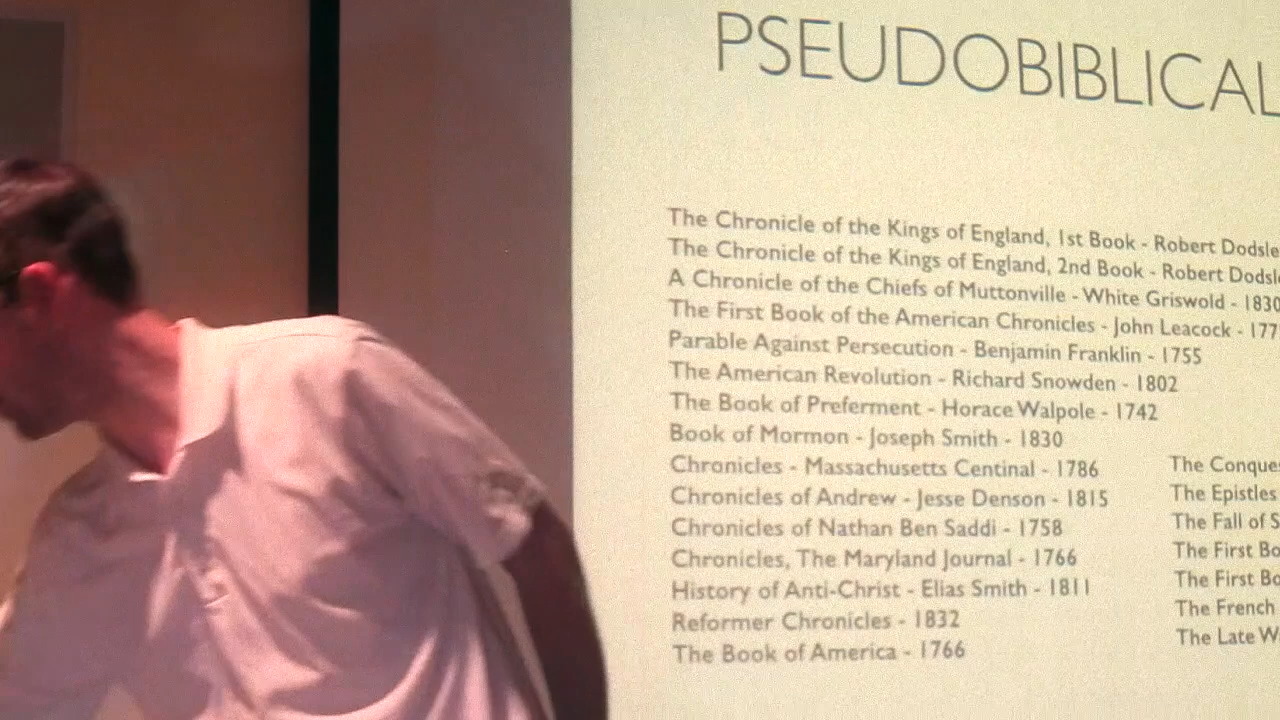 PSEUDOBIBLICAL
The Chronicle of the Kings of England, 1st Book - Robert Dodsle
The Chronicle of the Kings of England, 2nd Book - Robert Dodsl
A Chronicle of the Chiefs of Muttonville - White Griswold - 1830
The First Book of the American Chronicles - John Leacock - 177
Parable Against Persecution - Benjamin Franklin - 1755
The American Revolution - Richard Snowden - 1802
The Book of Preferment - Horace Walpole - 1742
Book of Mormon - Joseph Smith - 1830
Chronicles - Massachusetts Centinal - 1786
Chronicles of Andrew - Jesse Denson - 1815
Chronicles of Nathan Ben Saddi - 1758
Chronicles, The Maryland Journal - 1766
History of Anti-Christ - Elias Smith - 1811
Reformer Chronicles - 1832
The Book of America - 1766
The Conque
The Epistles
The Fall of S
The First Bo
The First Bo
The French
The Late W